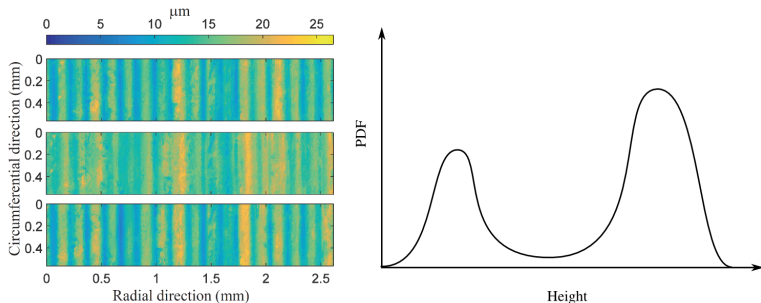 μm
0 5 10 15 20 25
0
0.2
0.4
0
0.2
0.4
0
0.2
0.4
Circumferential direction (mm)
0 0.5 1 1.5 2 2.5
Radial direction (mm)
PDF
Height